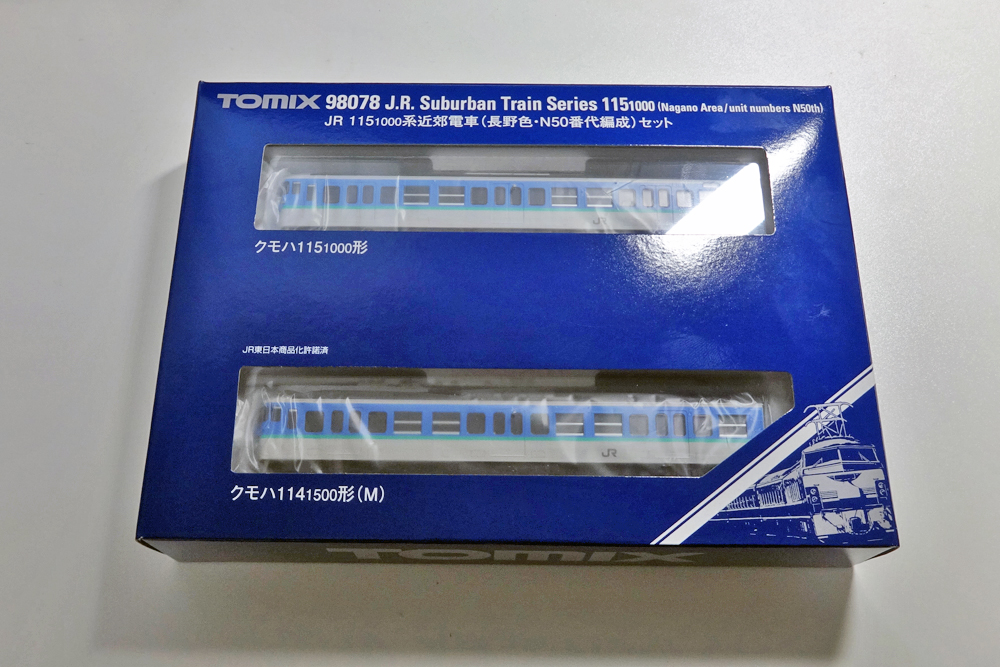 TOMIX 98078 J.R. Suburban Train Series 1151000 (Nagano Area/unit numbers N50th)
JR 1151000系近郊電車(長野色・N50番代編成)セット
JR
クモハ1151000形
JR東日本商品化許諾済
JR
クモハ1141500形(M)
TOMIX